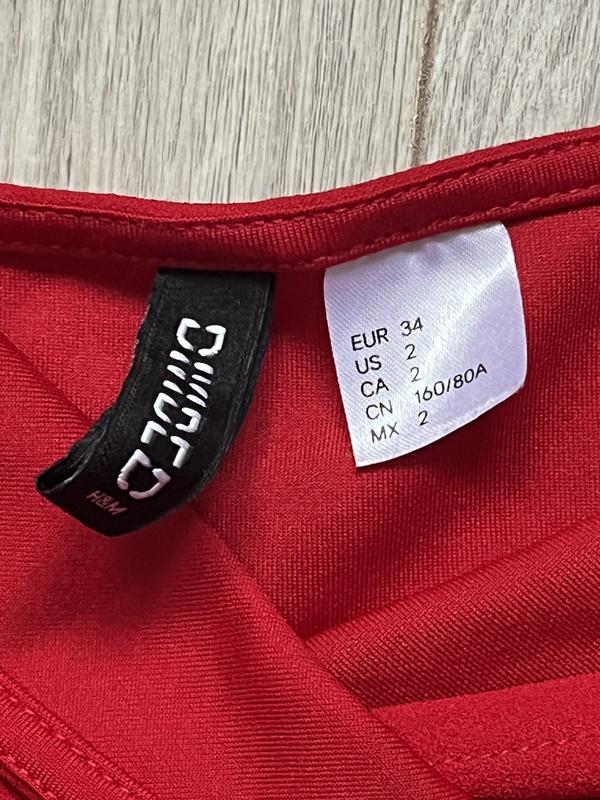 DIVIDED
H&M
EUR 34
US 2
CA 2
CN 160/80A
MX 2